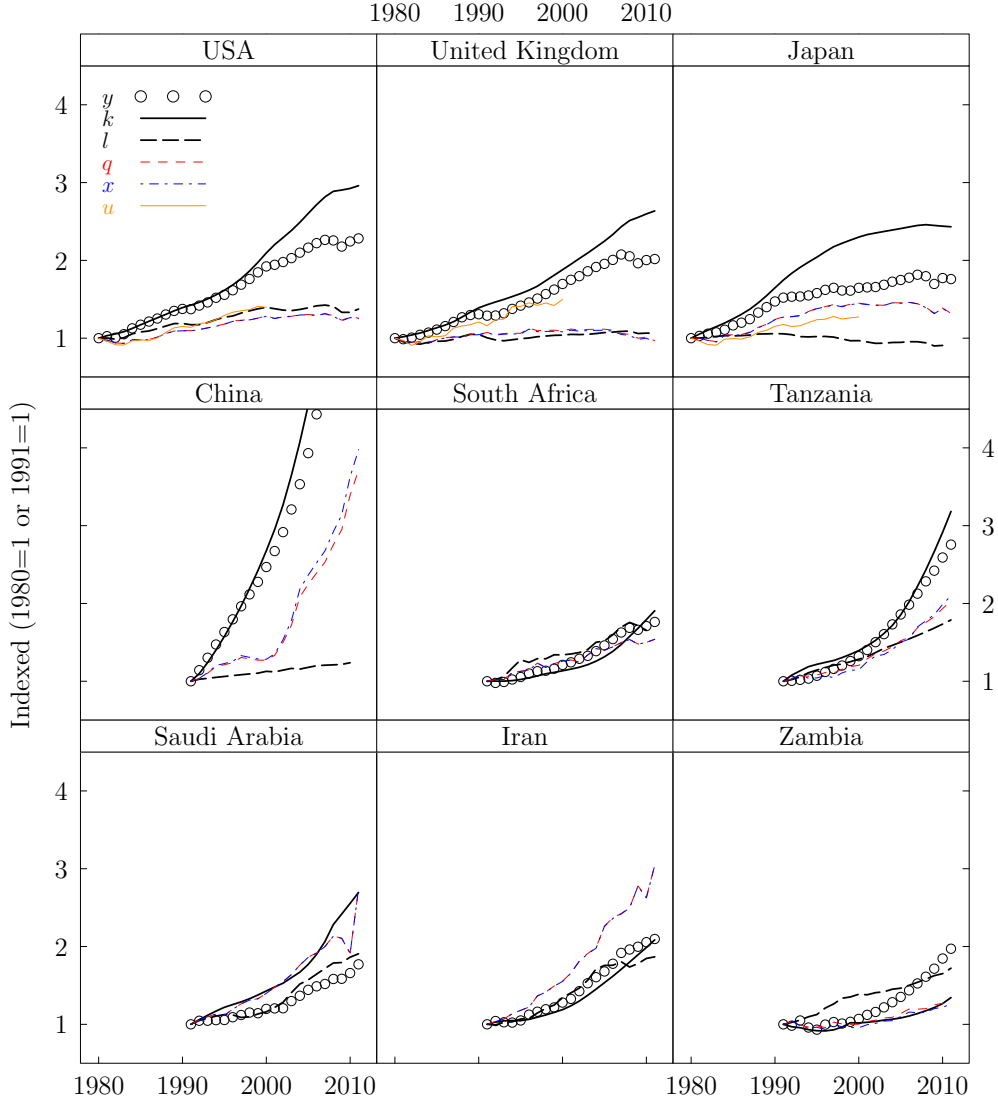 1980 1990 2000 2010
USA United Kingdom Japan
4
y
k
l
q
3
x
u
2
1
China South Africa Tanzania
Indexed (1980=1 or 1991=1)
4
3
2
1
Saudi Arabia Iran Zambia
4
3
2
1
1980 1990 2000 2010 1980 1990 2000 2010